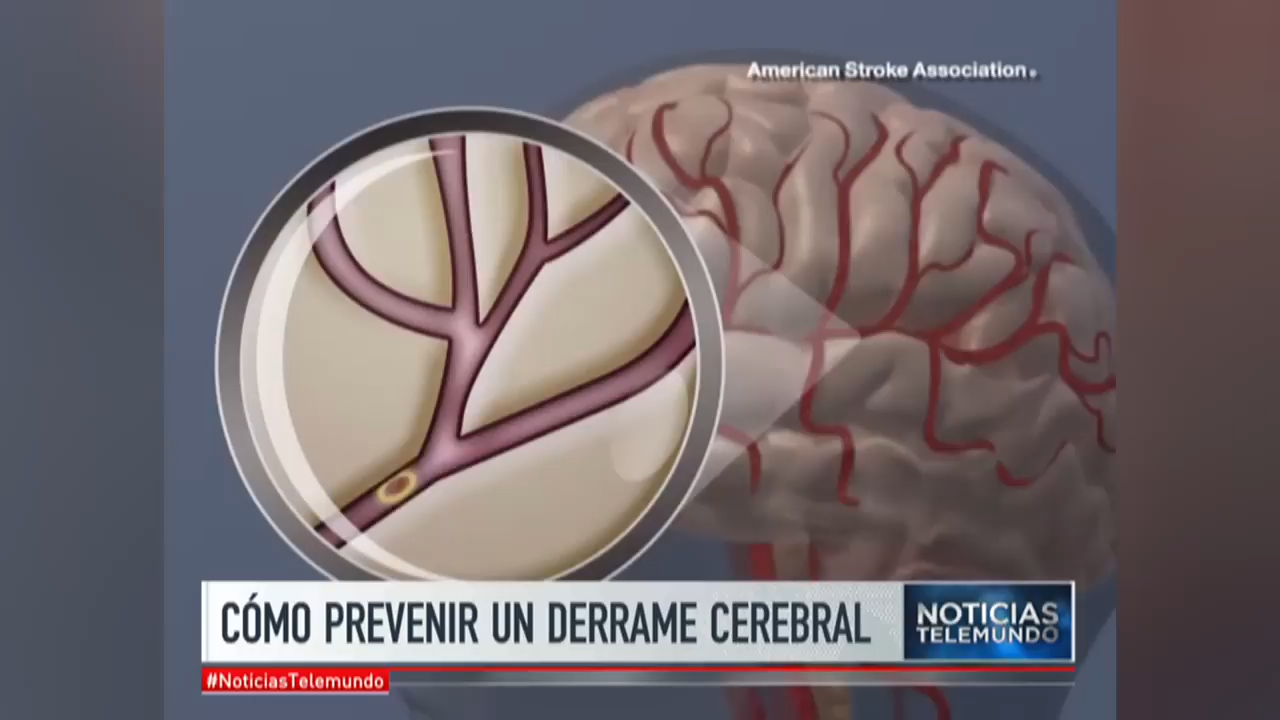 American Stroke Association.
CÓMO PREVENIR UN DERRAME CEREBRAL
NOTICIAS
TELEMUNDO
#NoticiasTelemundo